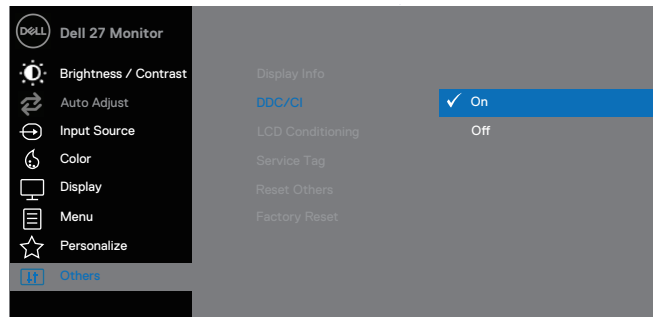 DELL Dell 27 Monitor
Brightness / Contrast
Auto Adjust
Input Source
Color
Display
Menu
Personalize
Others
Display Info
DDC/CI
LCD Conditioning
Service Tag
Reset Others
Factory Reset
On
Off